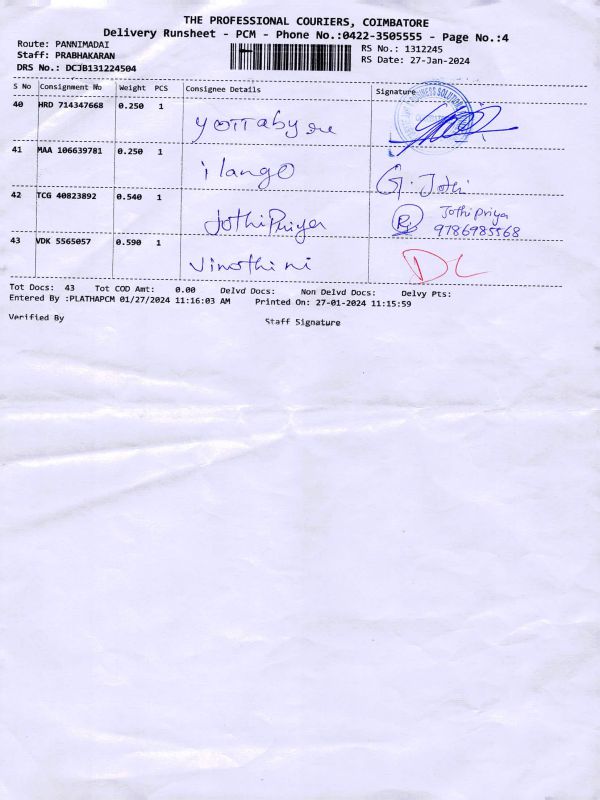 THE PROFESSIONAL COURIERS, COIMBATORE
Delivery Runsheet - PCM - Phone No.:0422-3505555 - Page No.:4
Route: PANNIMADAI
Staff: PRABHAKARAN
DRS No.: DCJB131224504
RS No.: 1312245
RS Date: 27-Jan-2024
S No Consignment No Weight PCS Consignee Details Signature
40 HRD 714347668 0.250 1
41 MAA 106639781 0.250 1 ilango G. Jothi
42 TCG 40823892 0.540 1 JothiPriya JothiPriya
9786985568
43 VDK 5565057 0.590 1 Vinothini DL
Tot Docs: 43 Tot COD Amt: 0.00 Delvd Docs: Non Delvd Docs: Delvy Pts:
Entered By :PLATHAPCM 01/27/2024 11:16:03 AM Printed On: 27-01-2024 11:15:59
Verified By Staff Signature